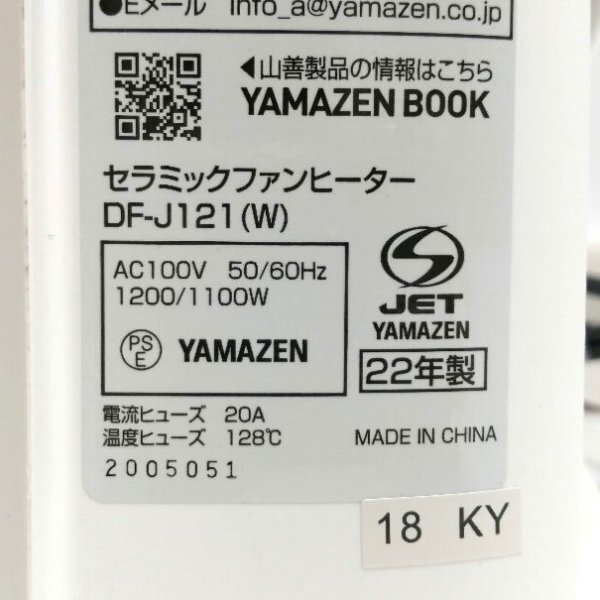 ●Eメール info_a@yamazen.co.jp
◀山善製品の情報はこちら
YAMAZEN BOOK
セラミックファンヒーター
DF-J121(W)
AC100V 50/60Hz
1200/1100W
PSE YAMAZEN
JET
YAMAZEN
22年製
電流ヒューズ 20A
温度ヒューズ 128℃
MADE IN CHINA
2005051
18 KY